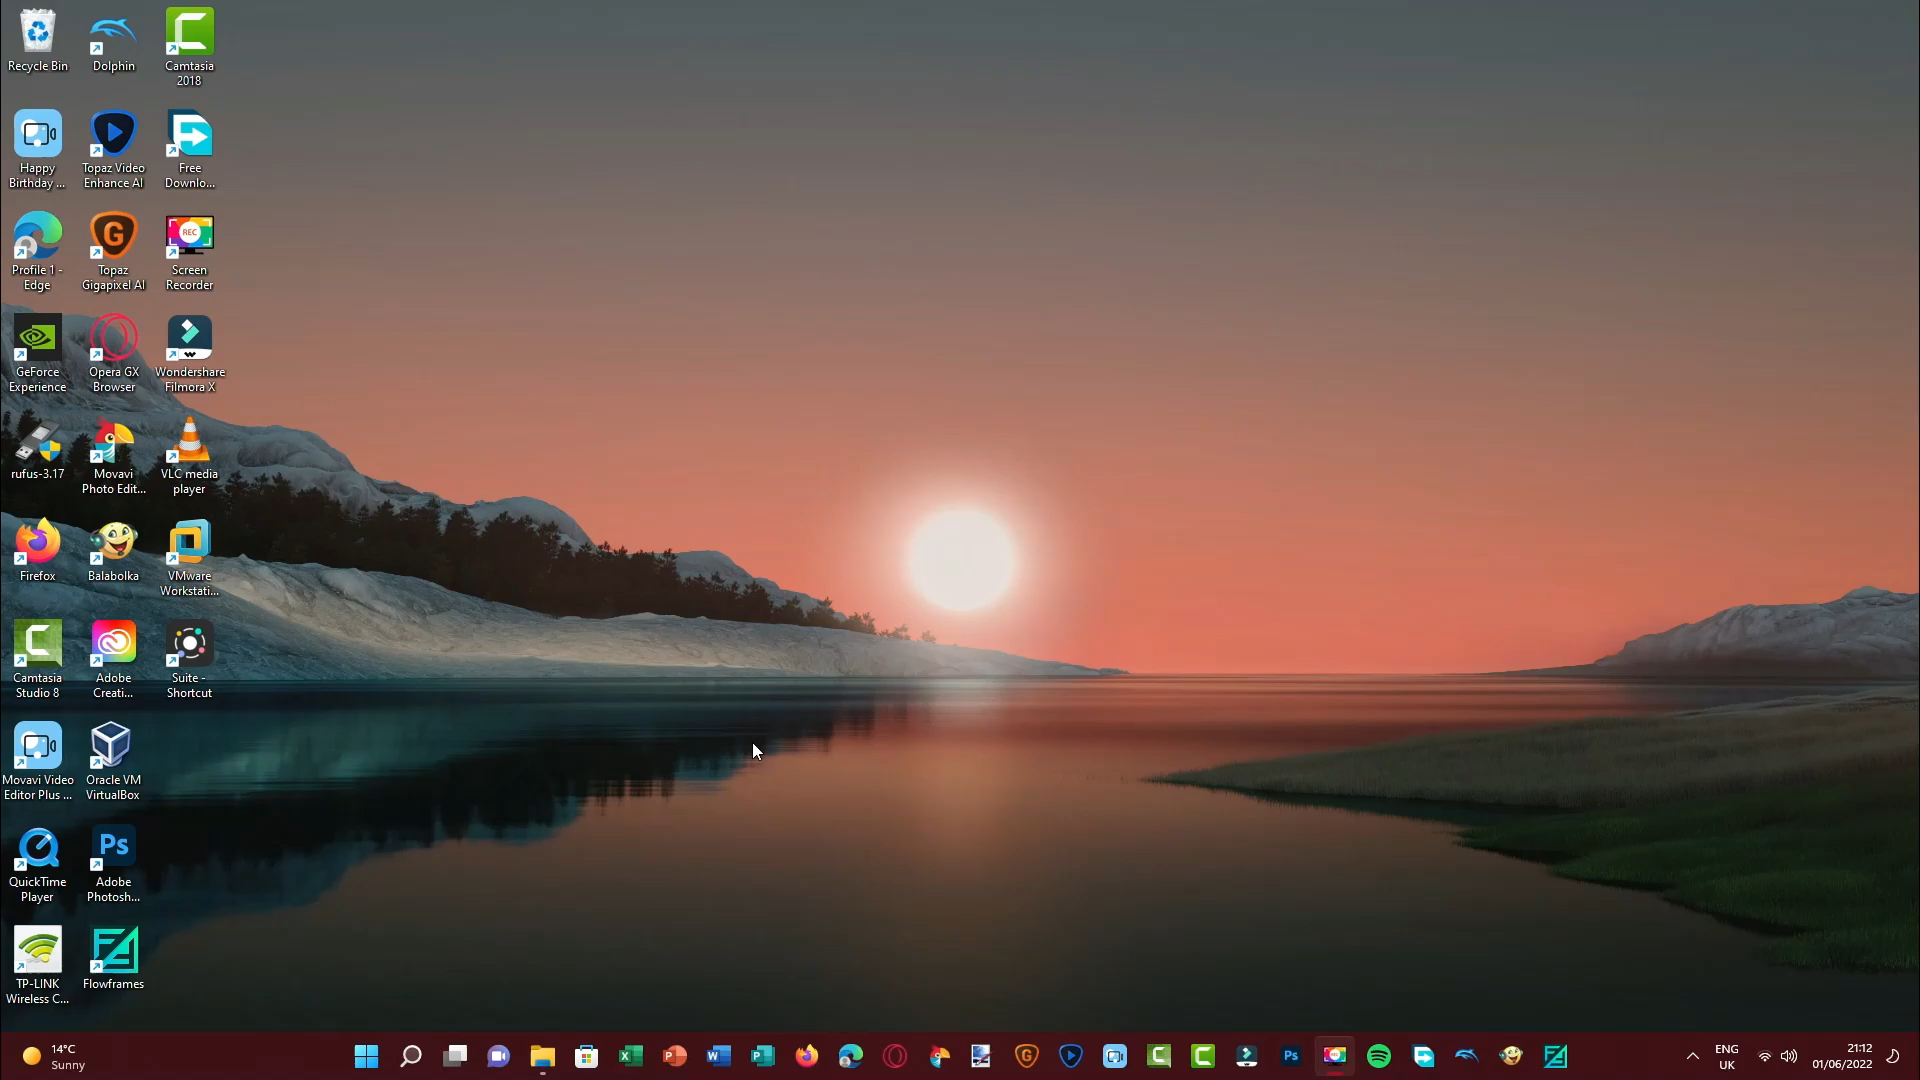 Recycle Bin
Dolphin
Camtasia
2018
Happy
Birthday ...
Topaz Video
Enhance AI
Free
Downlo...
Profile 1 -
Edge
G
Topaz
Gigapixel AI
REC
Screen
Recorder
GeForce
Experience
Opera GX
Browser
Wondershare
Filmora X
rufus-3.17
Movavi
Photo Edit...
VLC media
player
Firefox
Balabolka
VMware
Workstati...
Camtasia
Studio 8
Adobe
Creati...
Suite -
Shortcut
Movavi Video
Editor Plus ...
Oracle VM
VirtualBox
QuickTime
Player
Ps
Adobe
Photosh...
TP-LINK
Wireless C...
Flowframes
14°C
Sunny
G
Ps
ENG
UK
21:12
01/06/2022